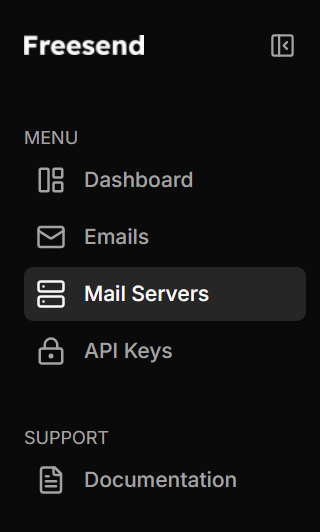 Freesend
MENU
Dashboard
Emails
Mail Servers
API Keys
SUPPORT
Documentation